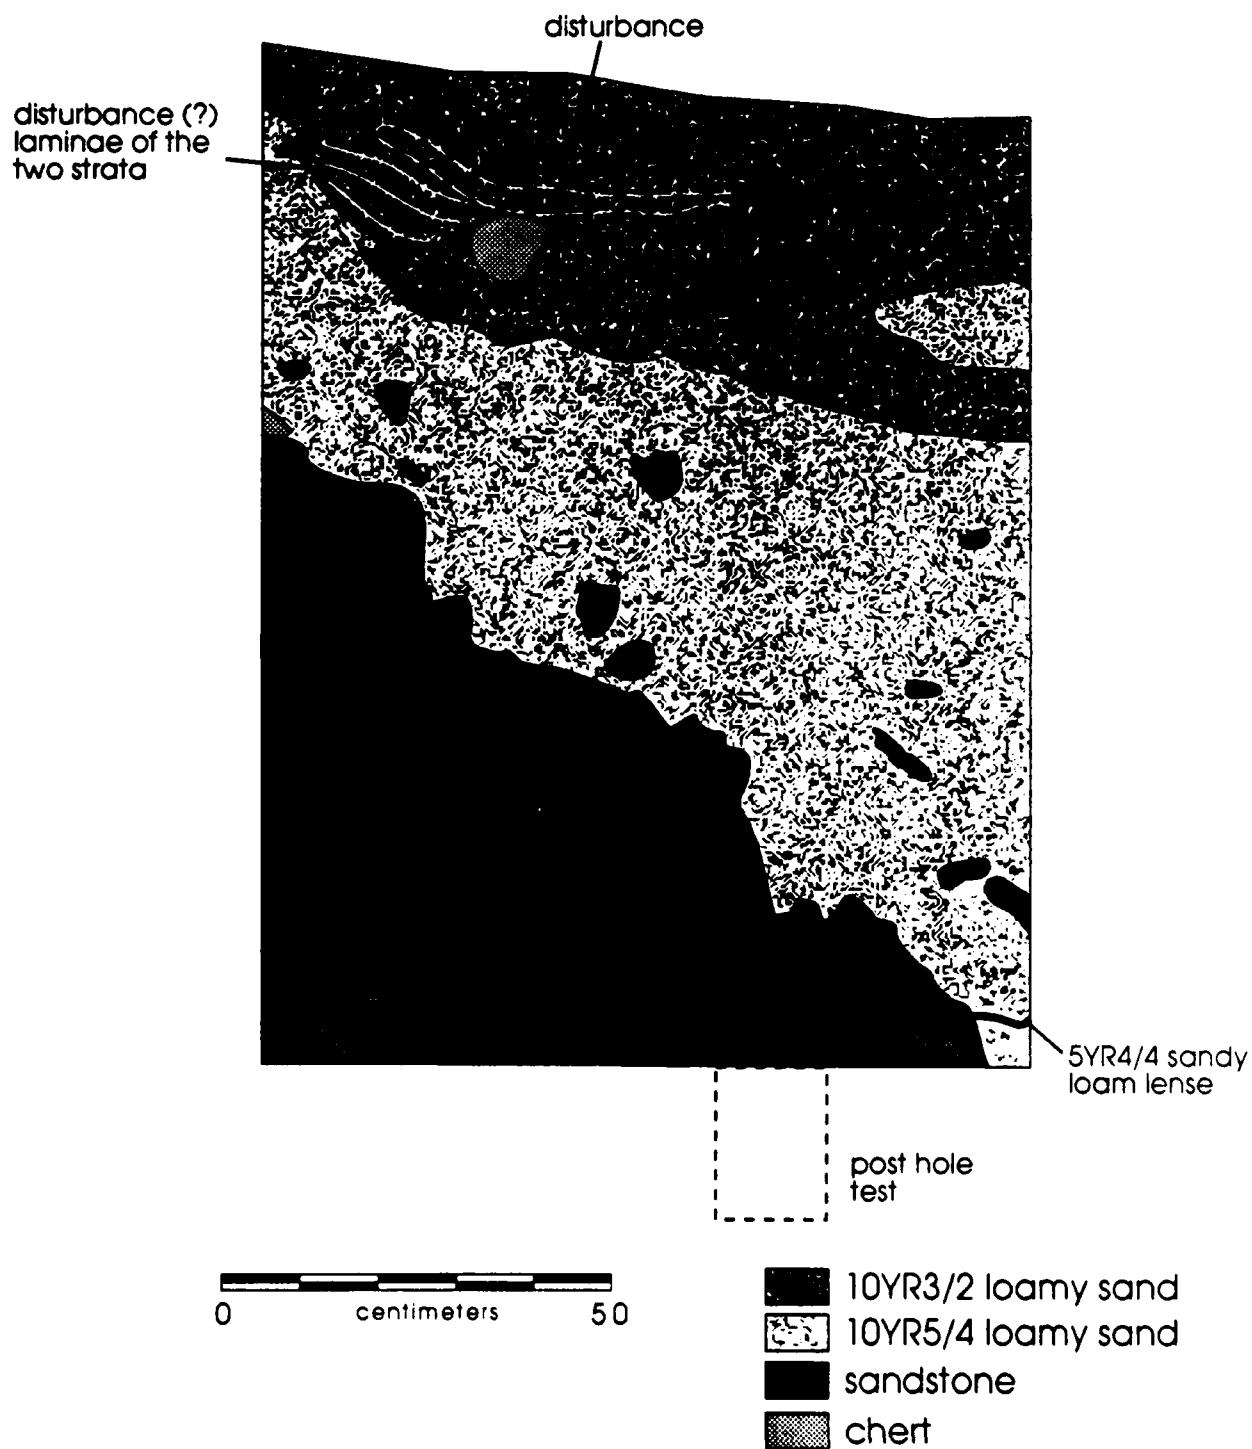 disturbance
disturbance (?)
laminae of the
two strata
5YR4/4 sandy
loam lense
post hole
test
0 centimeters 50
10YR3/2 loamy sand
10YR5/4 loamy sand
sandstone
chert